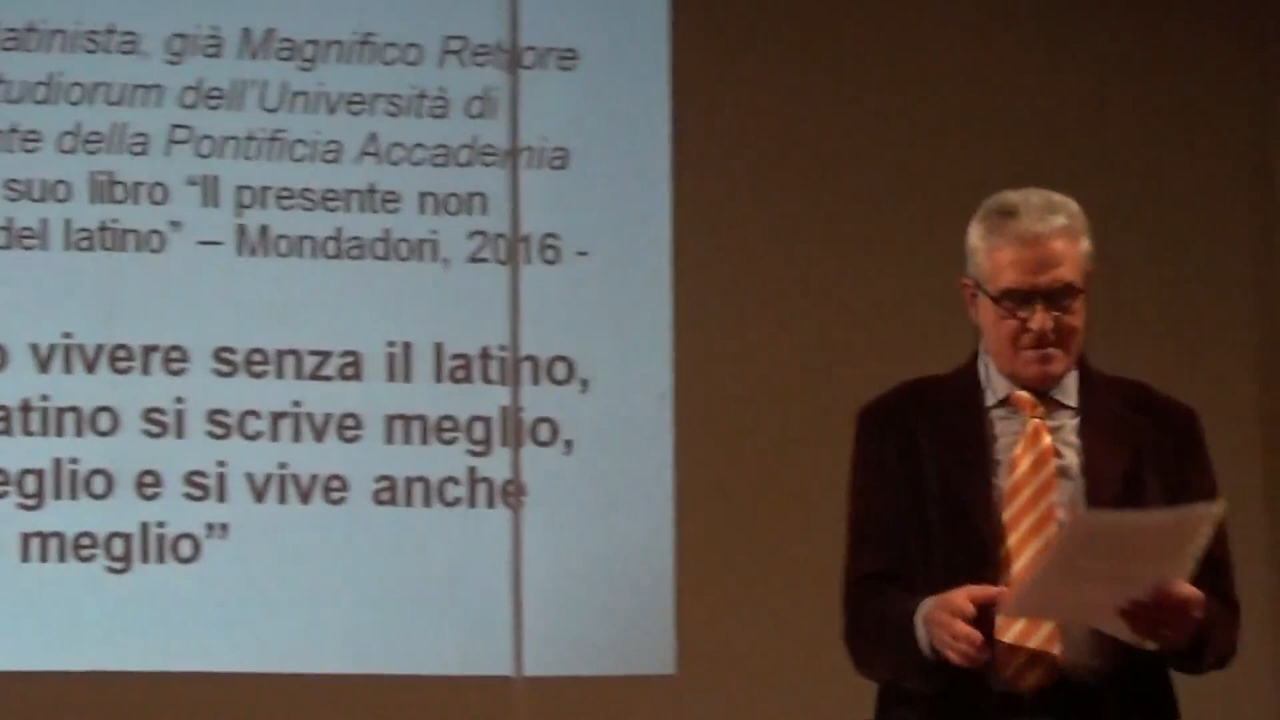 latinista, già Magnifico Rettore
tudiorum dell'Università di
nte della Pontificia Accademia
suo libro “Il presente non
del latino” – Mondadori, 2016 -
o vivere senza il latino,
atino si scrive meglio,
eglio e si vive anche
meglio”